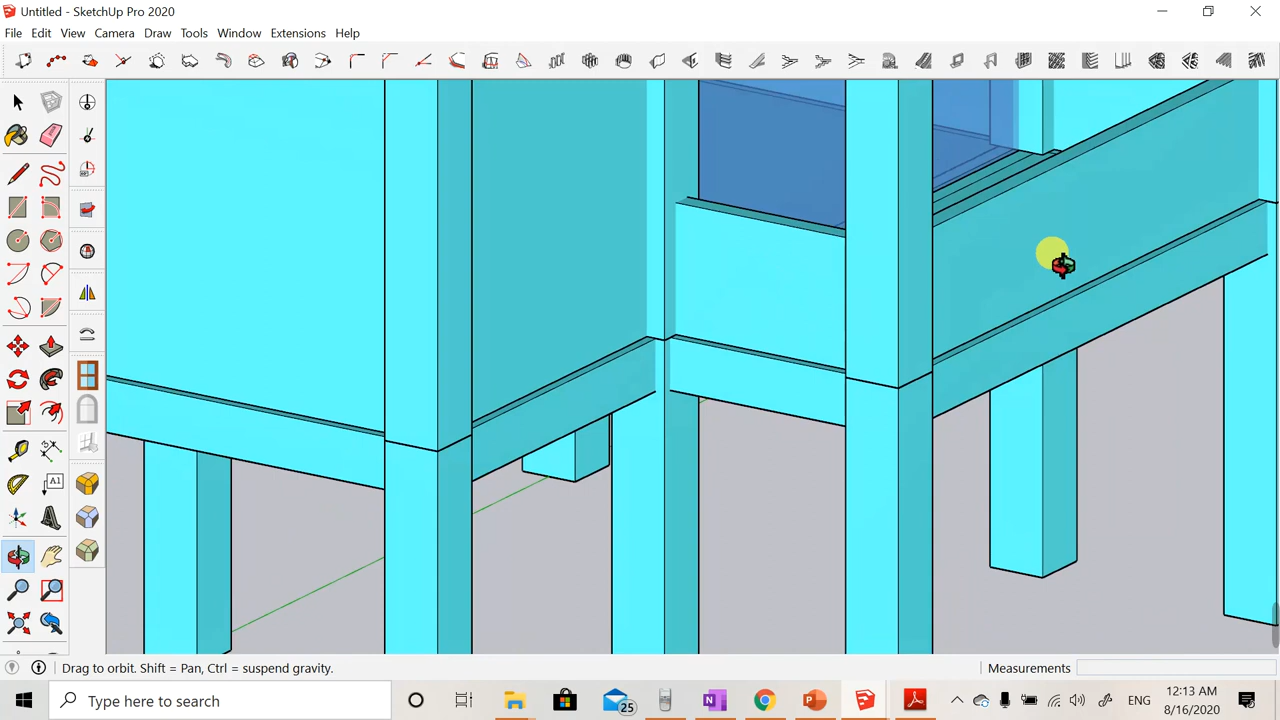 Untitled - SketchUp Pro 2020
File Edit View Camera Draw Tools Window Extensions Help
A1
Drag to orbit. Shift = Pan, Ctrl = suspend gravity.
Measurements
Type here to search
25
ENG
12:13 AM
8/16/2020